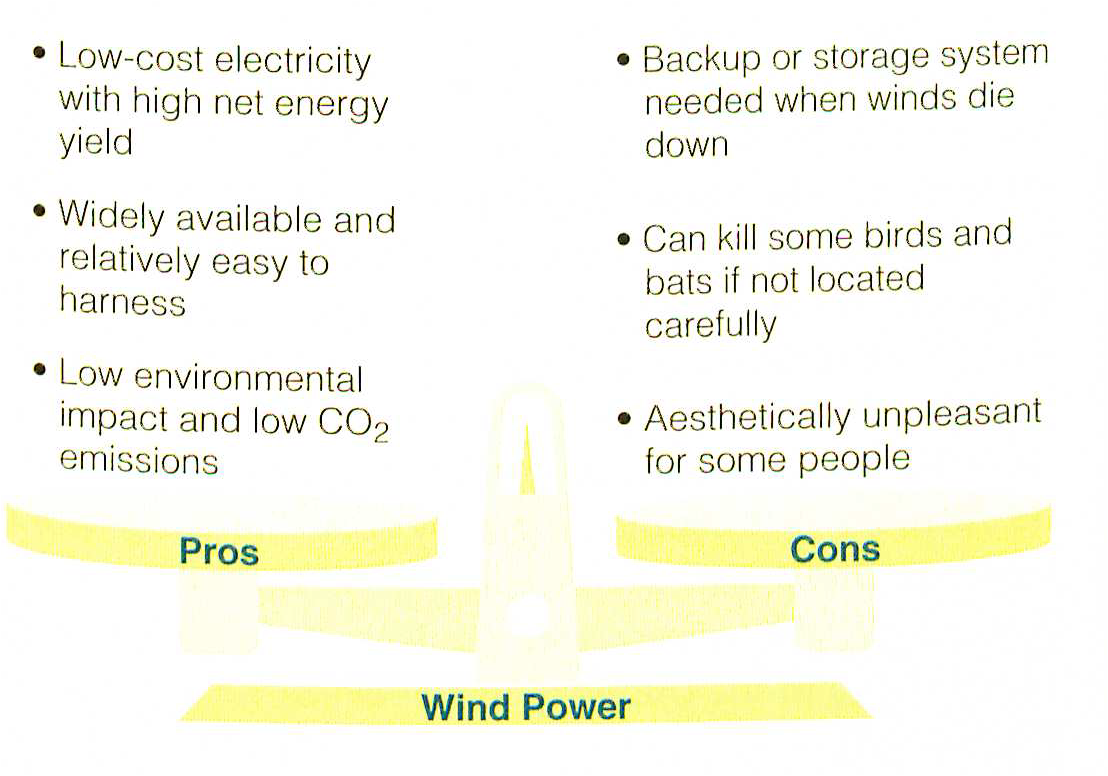 • Low-cost electricity
with high net energy
yield
• Widely available and
relatively easy to
harness
• Low environmental
impact and low CO₂
emissions
Pros
• Backup or storage system
needed when winds die
down
• Can kill some birds and
bats if not located
carefully
• Aesthetically unpleasant
for some people
Cons
Wind Power